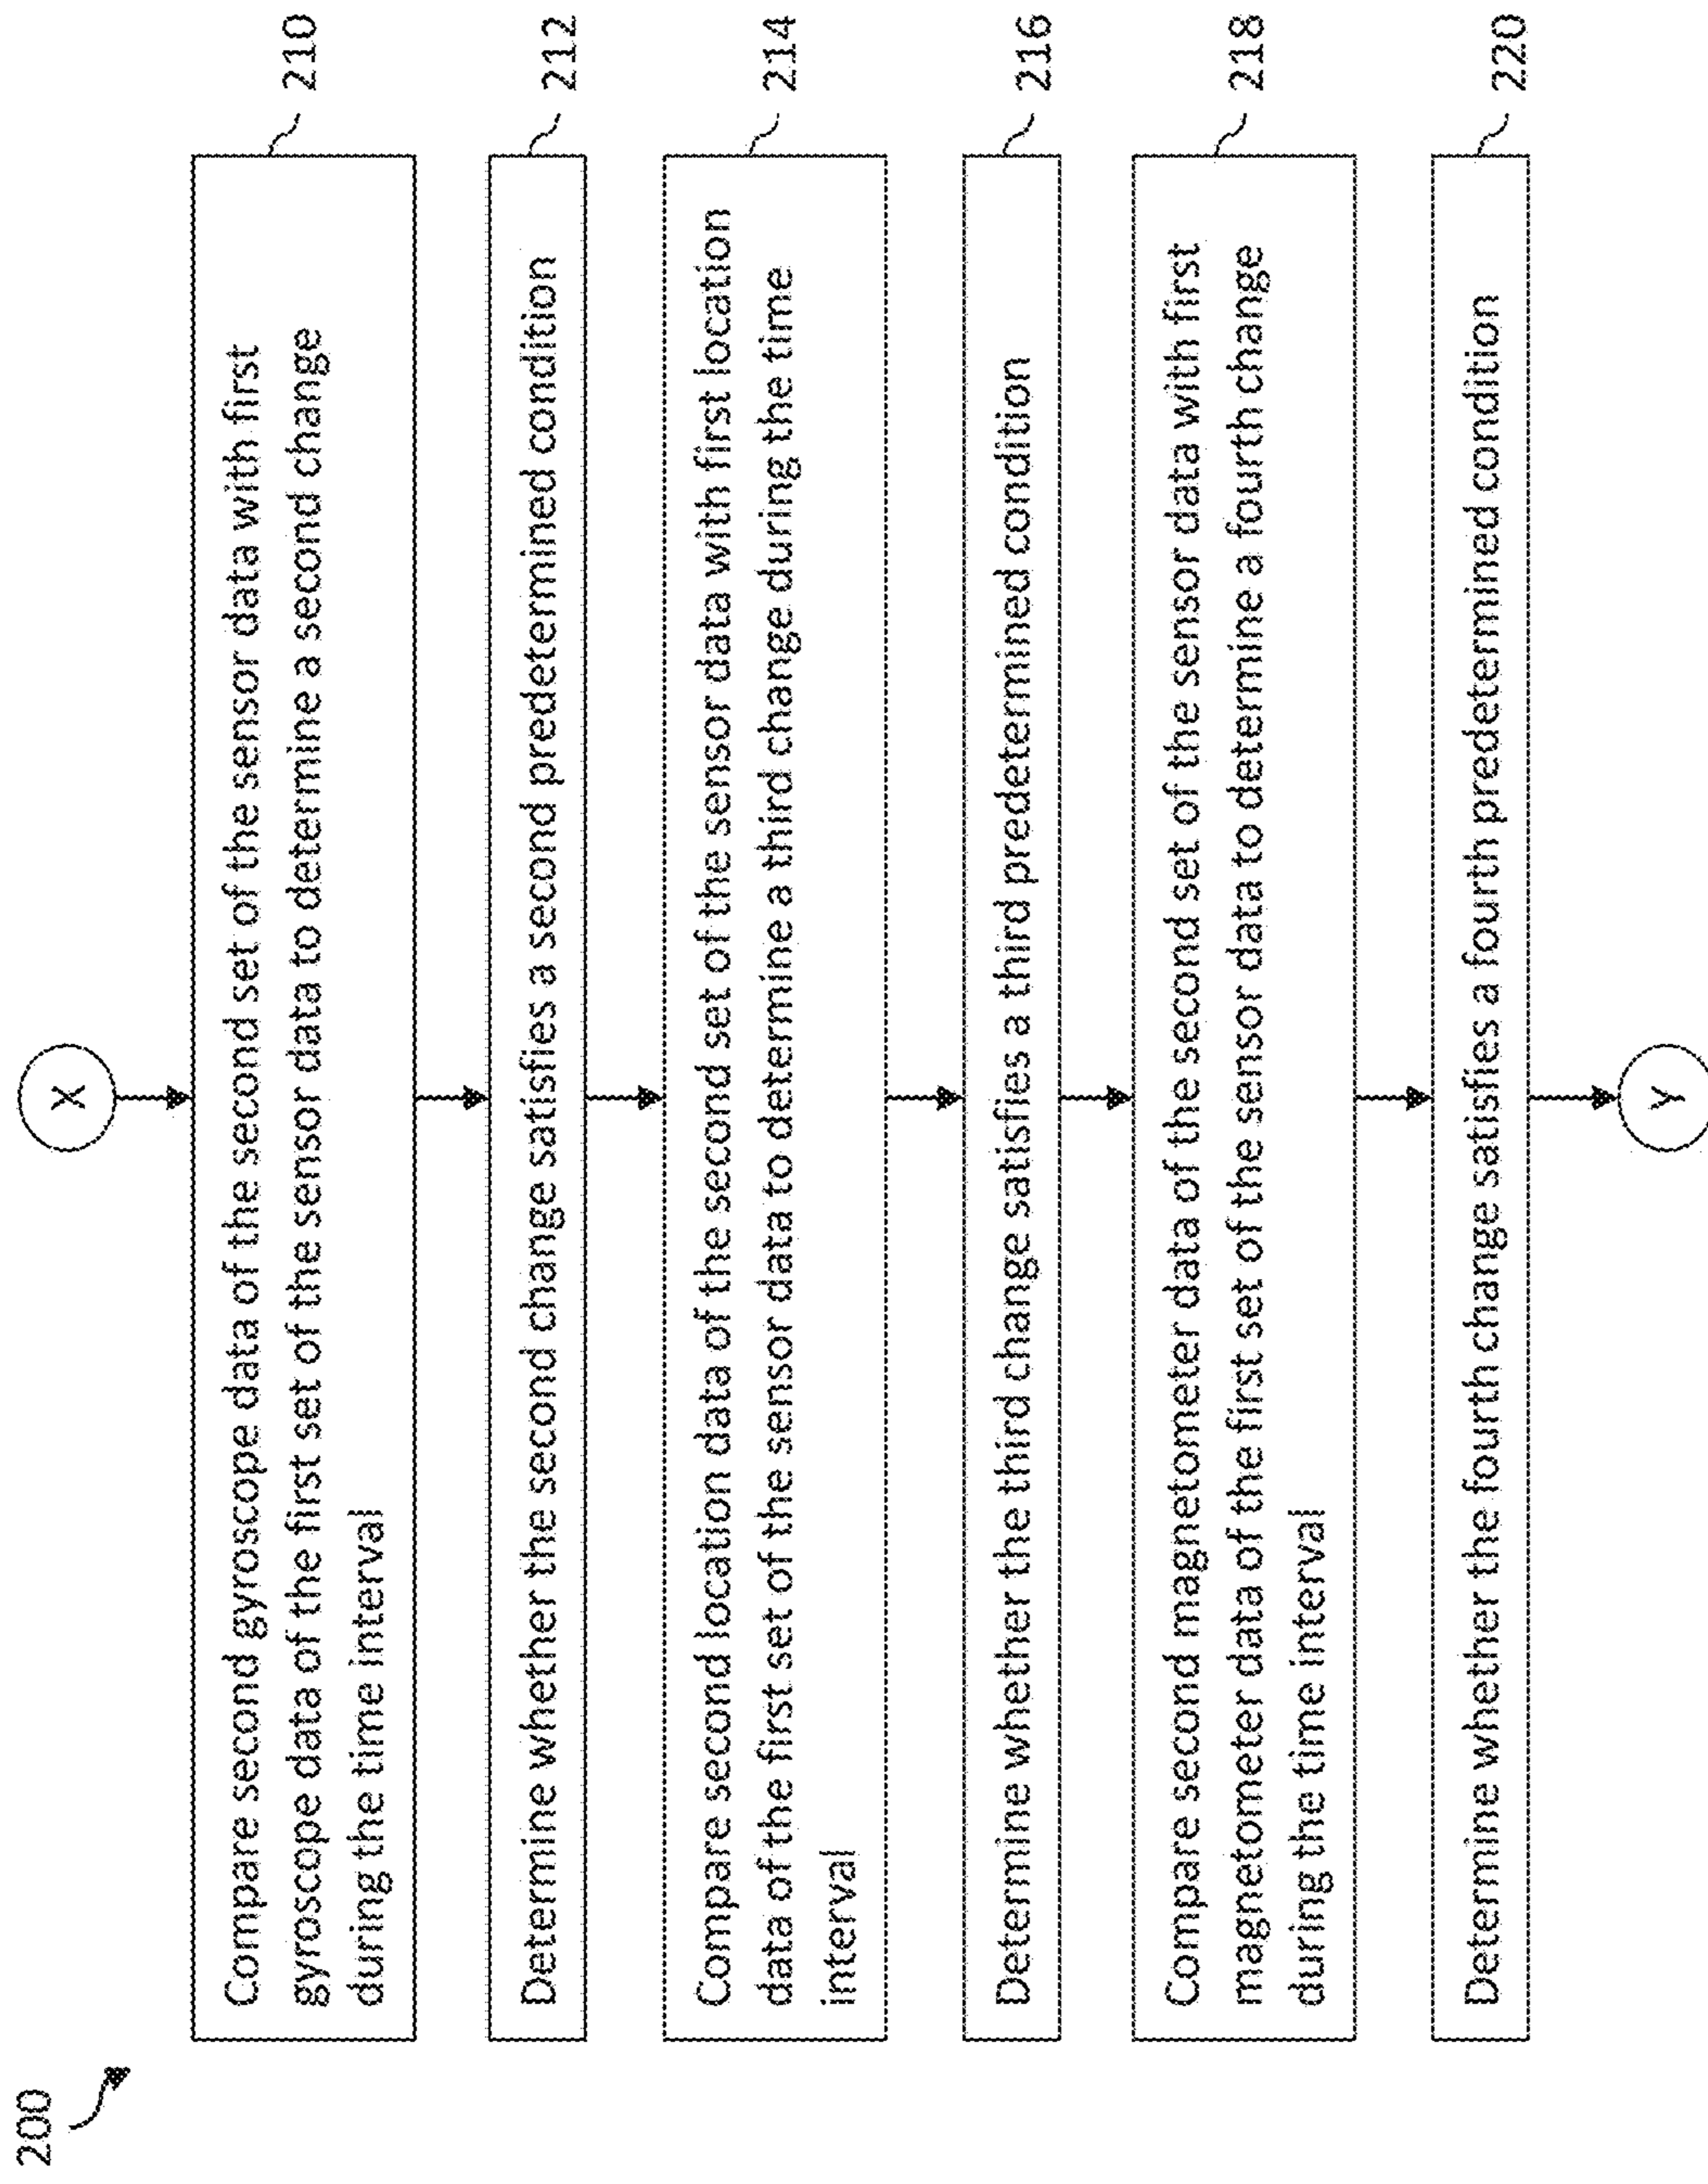 200
X
Compare second gyroscope data of the second set of the sensor data with first
gyroscope data of the first set of the sensor data to determine a second change
during the time interval
210
Determine whether the second change satisfies a second predetermined condition
212
Compare second location data of the second set of the sensor data with first location
data of the first set of the sensor data to determine a third change during the time
interval
214
Determine whether the third change satisfies a third predetermined condition
216
Compare second magnetometer data of the second set of the sensor data with first
magnetometer data of the first set of the sensor data to determine a fourth change
during the time interval
218
Determine whether the fourth change satisfies a fourth predetermined condition
220
Y